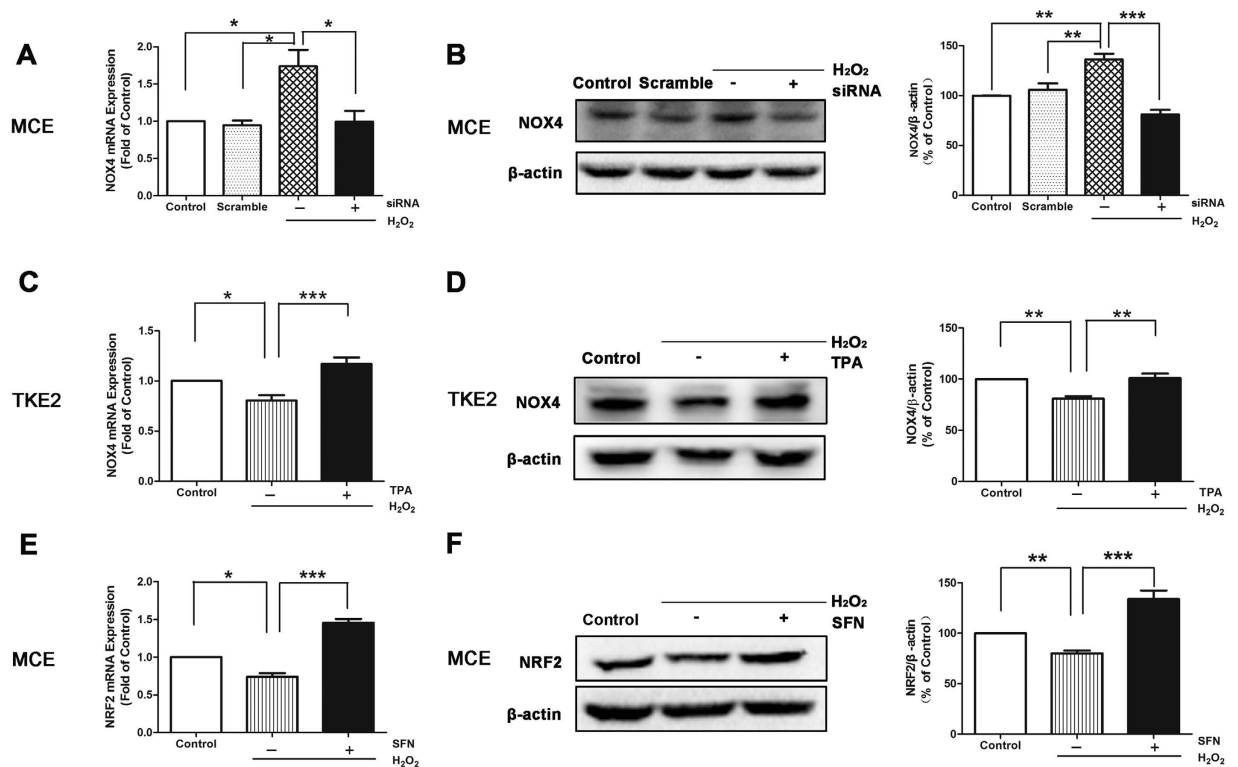 A
MCE
NOX4 mRNA Expression
(Fold of Control)
2.0
1.5
1.0
0.5
0.0
* * *
Control Scramble − + siRNA
H₂O₂
B
MCE
H₂O₂
Control Scramble - + siRNA
NOX4
β-actin
NOX4/β-actin
(% of Control)
150
100
50
0
** ** ***
Control Scramble − + siRNA
H₂O₂
C
TKE2
NOX4 mRNA Expression
(Fold of Control)
1.5
1.0
0.5
0.0
* ***
Control − + TPA
H₂O₂
D
TKE2
H₂O₂
Control - + TPA
NOX4
β-actin
NOX4/β-actin
(% of Control)
150
100
50
0
** **
Control − + TPA
H₂O₂
E
MCE
NRF2 mRNA Expression
(Fold of Control)
2.0
1.5
1.0
0.5
0.0
* ***
Control − + SFN
H₂O₂
F
MCE
H₂O₂
Control - + SFN
NRF2
β-actin
NRF2/β-actin
(% of Control)
150
100
50
0
** ***
Control − + SFN
H₂O₂